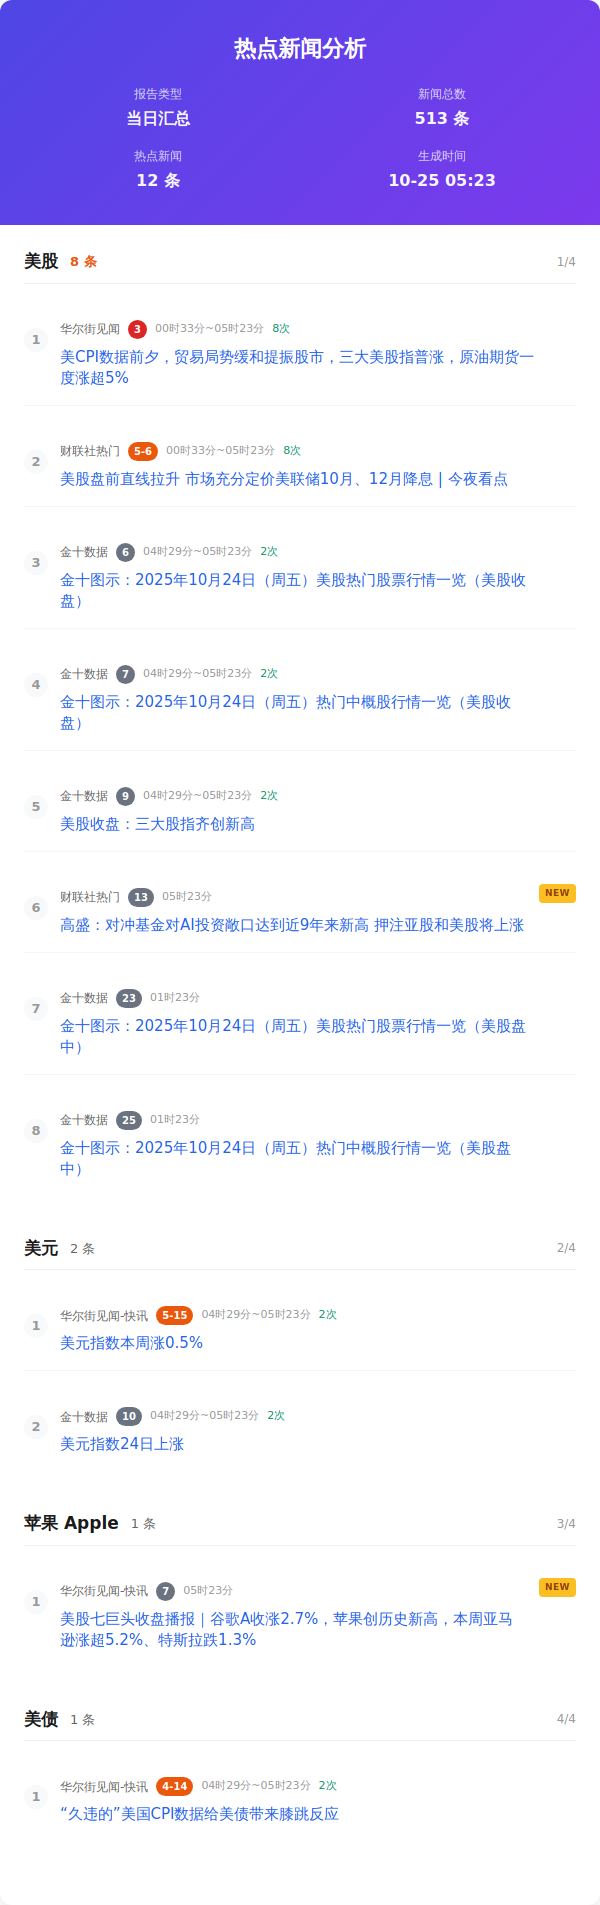 热点新闻分析
报告类型
当日汇总
新闻总数
513 条
热点新闻
12 条
生成时间
10-25 05:23
美股 8 条 1/4
1
华尔街见闻 3 00时33分~05时23分 8次
美CPI数据前夕，贸易局势缓和提振股市，三大美股指普涨，原油期货一
度涨超5%
2
财联社热门 5-6 00时33分~05时23分 8次
美股盘前直线拉升 市场充分定价美联储10月、12月降息 | 今夜看点
3
金十数据 6 04时29分~05时23分 2次
金十图示：2025年10月24日（周五）美股热门股票行情一览（美股收
盘）
4
金十数据 7 04时29分~05时23分 2次
金十图示：2025年10月24日（周五）热门中概股行情一览（美股收
盘）
5
金十数据 9 04时29分~05时23分 2次
美股收盘：三大股指齐创新高
6
财联社热门 13 05时23分 NEW
高盛：对冲基金对AI投资敞口达到近9年来新高 押注亚股和美股将上涨
7
金十数据 23 01时23分
金十图示：2025年10月24日（周五）美股热门股票行情一览（美股盘
中）
8
金十数据 25 01时23分
金十图示：2025年10月24日（周五）热门中概股行情一览（美股盘
中）
美元 2 条 2/4
1
华尔街见闻-快讯 5-15 04时29分~05时23分 2次
美元指数本周涨0.5%
2
金十数据 10 04时29分~05时23分 2次
美元指数24日上涨
苹果 Apple 1 条 3/4
1
华尔街见闻-快讯 7 05时23分 NEW
美股七巨头收盘播报｜谷歌A收涨2.7%，苹果创历史新高，本周亚马
逊涨超5.2%、特斯拉跌1.3%
美债 1 条 4/4
1
华尔街见闻-快讯 4-14 04时29分~05时23分 2次
“久违的”美国CPI数据给美债带来膝跳反应